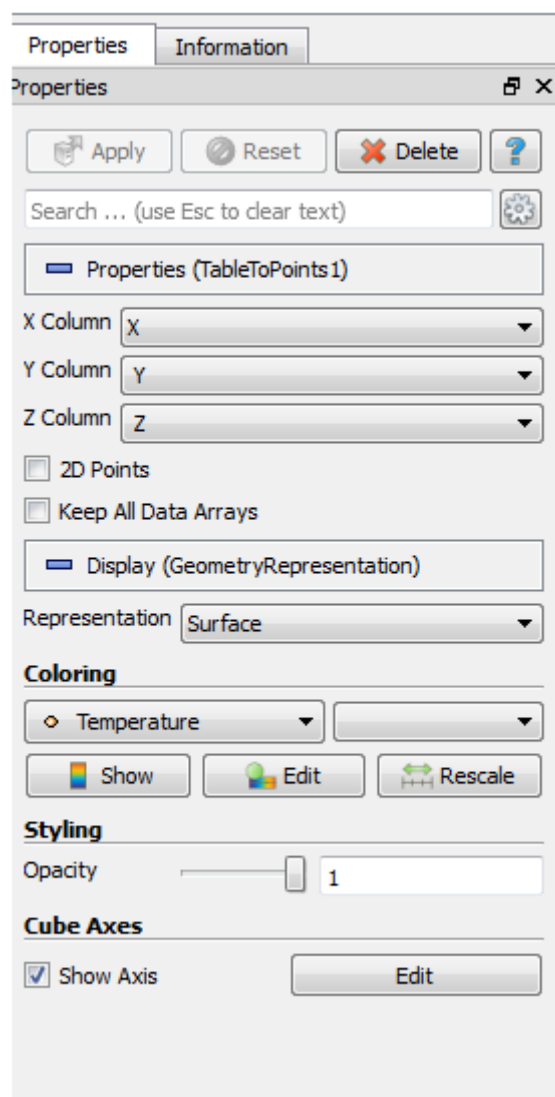 Properties Information
Properties
Apply Reset Delete ?
Search ... (use Esc to clear text)
Properties (TableToPoints1)
X Column X
Y Column Y
Z Column Z
2D Points
Keep All Data Arrays
Display (GeometryRepresentation)
Representation Surface
Coloring
Temperature
Show Edit Rescale
Styling
Opacity 1
Cube Axes
Show Axis Edit